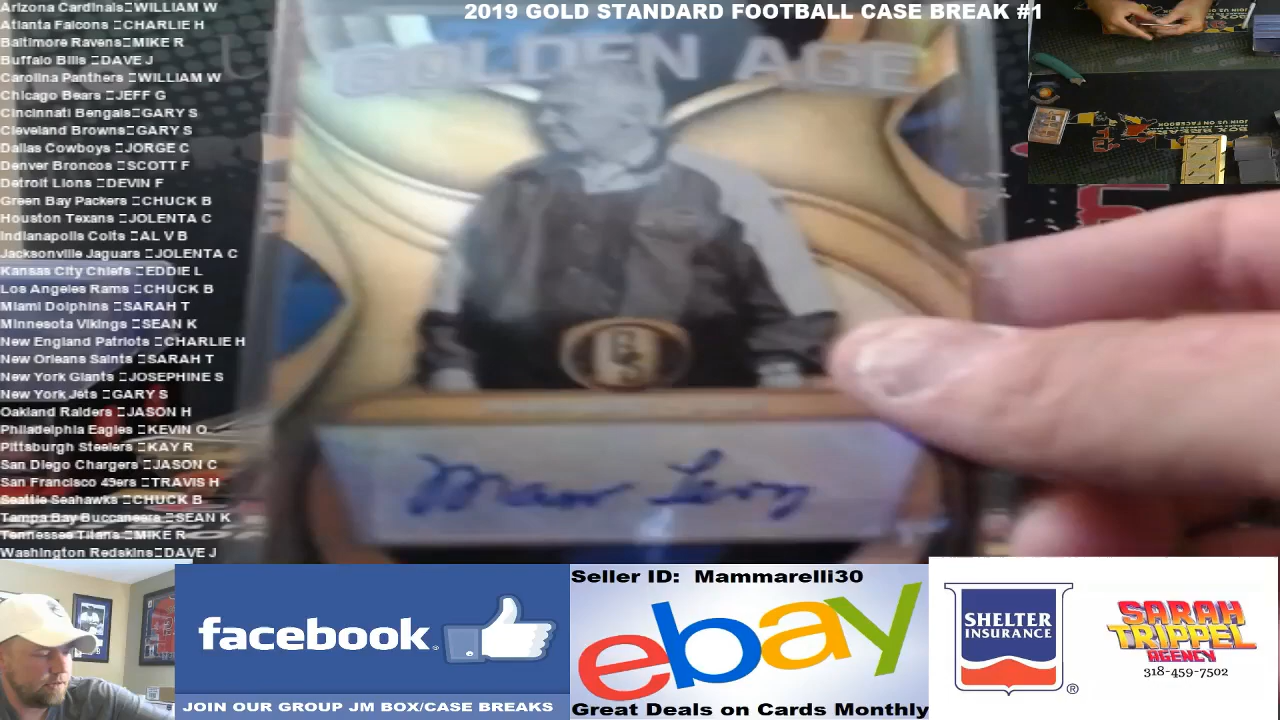 2019 GOLD STANDARD FOOTBALL CASE BREAK #1
Arizona Cardinals WILLIAM W
Atlanta Falcons CHARLIE H
Baltimore Ravens MIKE R
Buffalo Bills DAVE J
Carolina Panthers WILLIAM W
Chicago Bears JEFF G
Cincinnati Bengals GARY S
Cleveland Browns GARY S
Dallas Cowboys JORGE C
Denver Broncos SCOTT F
Detroit Lions DEVIN F
Green Bay Packers CHUCK B
Houston Texans JOLENTA C
Indianapolis Colts AL V B
Jacksonville Jaguars JOLENTA C
Kansas City Chiefs EDDIE L
Los Angeles Rams CHUCK B
Miami Dolphins SARAH T
Minnesota Vikings SEAN K
New England Patriots CHARLIE H
New Orleans Saints SARAH T
New York Giants JOSEPHINE S
New York Jets GARY S
Oakland Raiders JASON H
Philadelphia Eagles KEVIN O
Pittsburgh Steelers KAY R
San Diego Chargers JASON C
San Francisco 49ers TRAVIS H
Seattle Seahawks CHUCK B
Tampa Bay Buccaneers SEAN K
Tennessee Titans MIKE R
Washington Redskins DAVE J
GOLDEN AGE
Marv Levy
facebook
JOIN OUR GROUP JM BOX/CASE BREAKS
Seller ID: Mammarelli30
ebay
Great Deals on Cards Monthly
SHELTER
INSURANCE
®
SARAH
TRIPPEL
AGENCY
318-459-7502